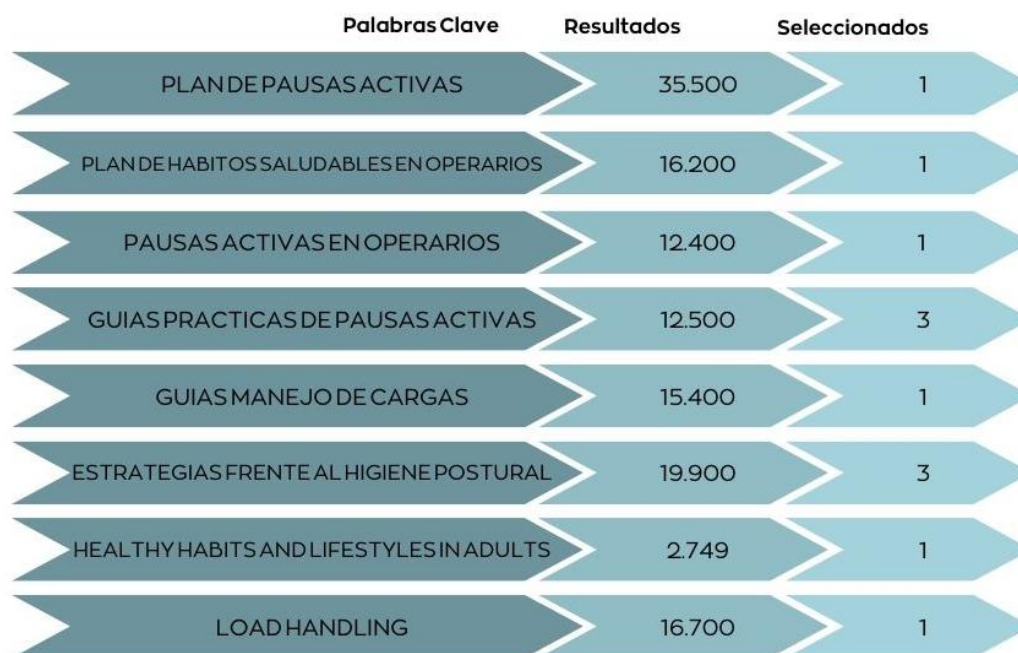 Palabras Clave Resultados Seleccionados
PLAN DE PAUSAS ACTIVAS 35.500 1
PLAN DE HABITOS SALUDABLES EN OPERARIOS 16.200 1
PAUSAS ACTIVAS EN OPERARIOS 12.400 1
GUIAS PRACTICAS DE PAUSAS ACTIVAS 12.500 3
GUIAS MANEJO DE CARGAS 15.400 1
ESTRATEGIAS FRENTE AL HIGIENE POSTURAL 19.900 3
HEALTHY HABITS AND LIFESTYLES IN ADULTS 2.749 1
LOAD HANDLING 16.700 1